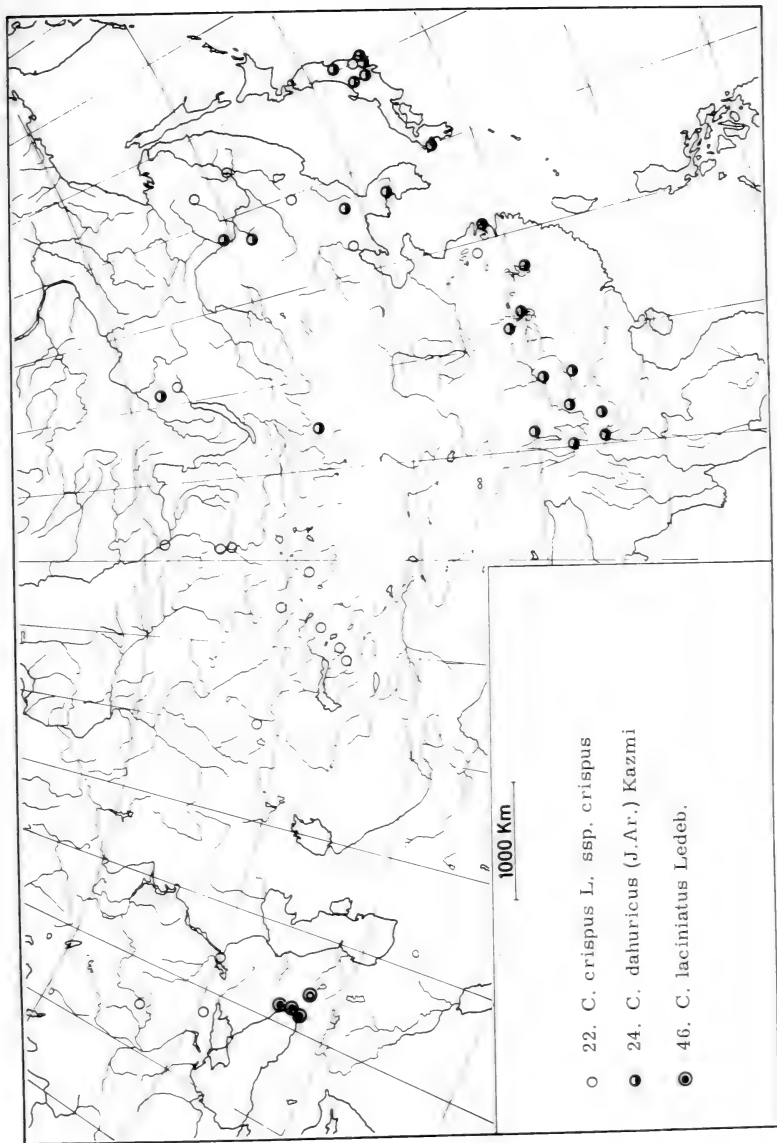 1000 Km
22. C. crispus L. ssp. crispus
24. C. dahuricus (J.Ar.) Kazmi
46. C. laciniatus Ledeb.